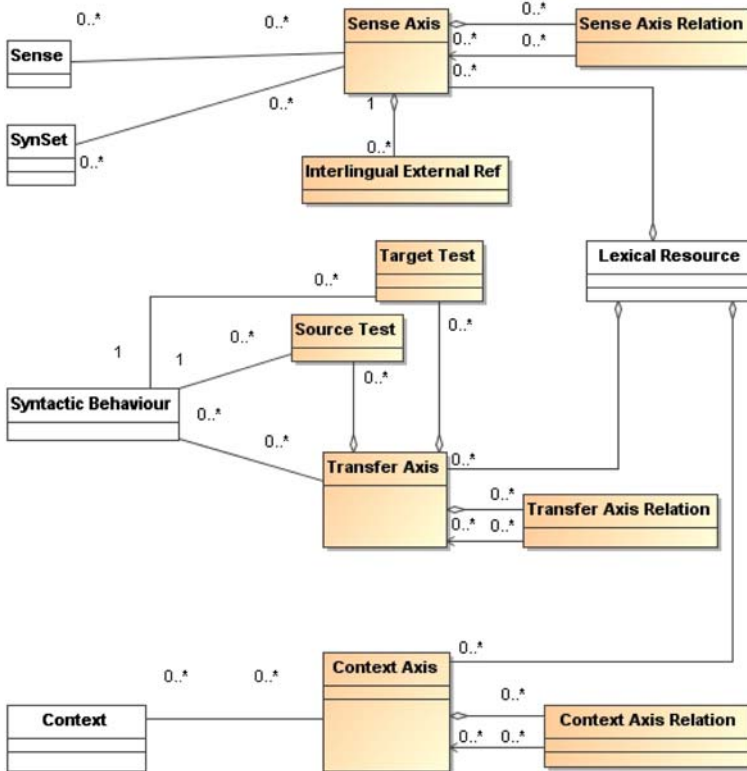 0..*
0..*
Sense Axis
0..*
Sense Axis Relation
Sense
0..*
0..*
0..*
0..*
1
SynSet
0..*
0..*
Interlingual External Ref
Target Test
Lexical Resource
0..*
Source Test
0..*
1
1
0..*
Syntactic Behaviour
0..*
0..*
0..*
Transfer Axis
0..*
0..*
Transfer Axis Relation
0..*
0..*
Context Axis
0..*
0..*
0..*
0..*
Context
Context Axis Relation
0..*
0..*